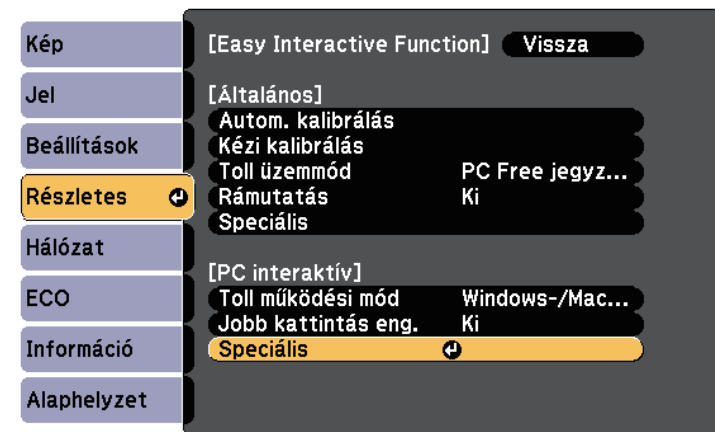 Kép
Jel
Beállítások
Részletes
Hálózat
ECO
Információ
Alaphelyzet
[Easy Interactive Function] Vissza
[Általános]
Autom. kalibrálás
Kézi kalibrálás
Toll üzemmód PC Free jegyz...
Rámutatás Ki
Speciális
[PC interaktív]
Toll működési mód Windows-/Mac...
Jobb kattintás eng. Ki
Speciális